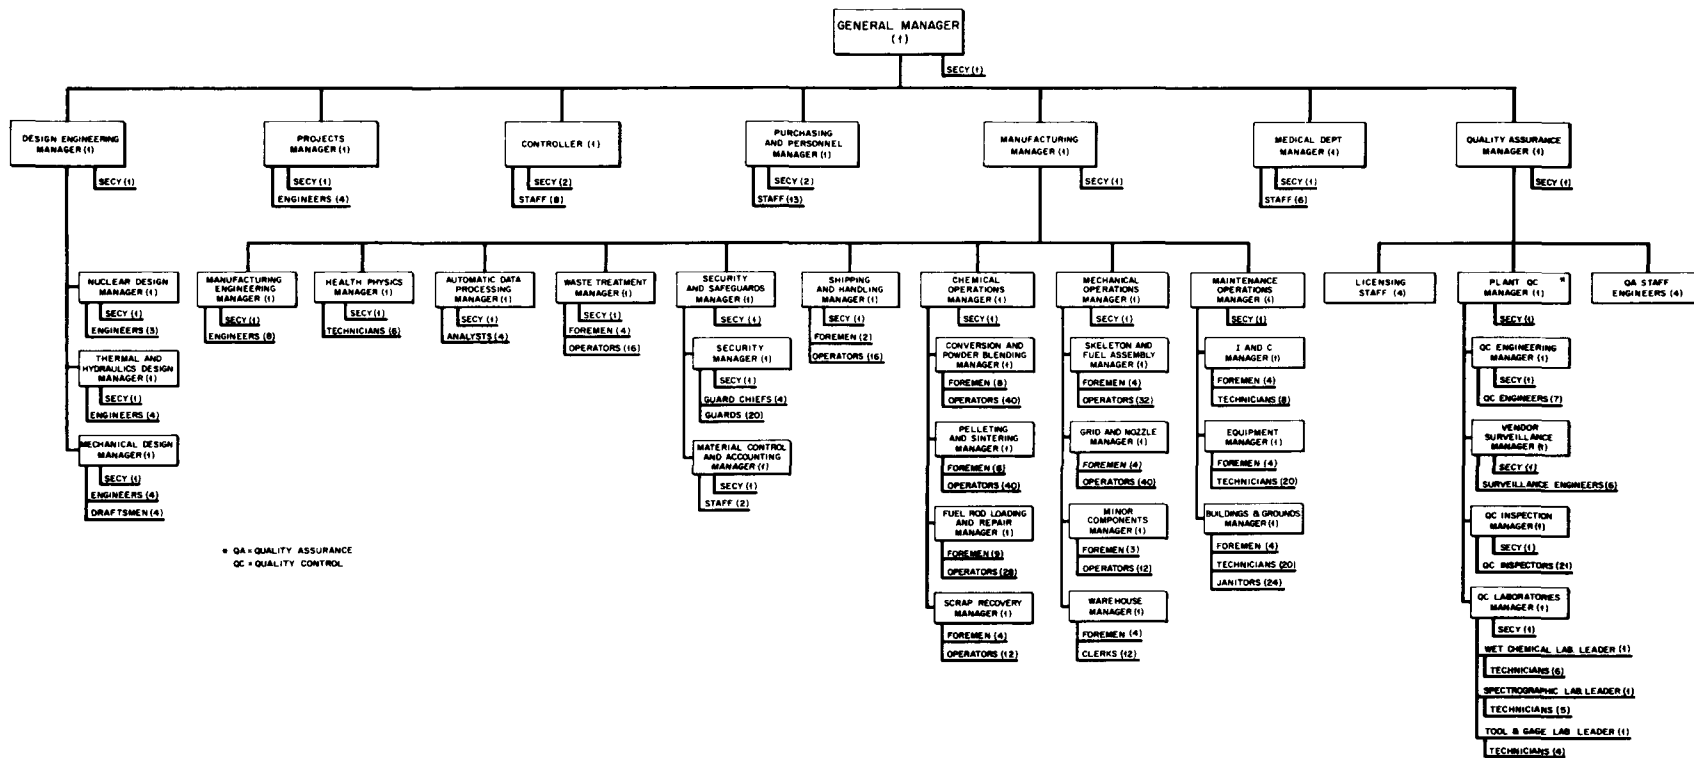 GENERAL MANAGER
(1)
SECY (1)
DESIGN ENGINEERING
MANAGER (1)
SECY (1)
PROJECTS
MANAGER (1)
SECY (1)
ENGINEERS (4)
CONTROLLER (1)
SECY (2)
STAFF (8)
PURCHASING
AND PERSONNEL
MANAGER (1)
SECY (2)
STAFF (13)
MANUFACTURING
MANAGER (1)
SECY (1)
MEDICAL DEPT
MANAGER (1)
SECY (1)
STAFF (6)
QUALITY ASSURANCE
MANAGER (1)
SECY (1)
NUCLEAR DESIGN
MANAGER (1)
SECY (1)
ENGINEERS (3)
THERMAL AND
HYDRAULICS DESIGN
MANAGER (1)
SECY (1)
ENGINEERS (4)
MECHANICAL DESIGN
MANAGER (1)
SECY (1)
ENGINEERS (4)
DRAFTSMEN (4)
MANUFACTURING
ENGINEERING
MANAGER (1)
SECY (1)
ENGINEERS (8)
HEALTH PHYSICS
MANAGER (1)
SECY (1)
TECHNICIANS (6)
AUTOMATIC DATA
PROCESSING
MANAGER (1)
SECY (1)
ANALYSTS (4)
WASTE TREATMENT
MANAGER (1)
SECY (1)
FOREMEN (4)
OPERATORS (16)
SECURITY
AND SAFEGUARDS
MANAGER (1)
SECY (1)
SECURITY
MANAGER (1)
SECY (1)
GUARD CHIEFS (4)
GUARDS (20)
MATERIAL CONTROL
AND ACCOUNTING
MANAGER (1)
SECY (1)
STAFF (2)
SHIPPING
AND HANDLING
MANAGER (1)
SECY (1)
FOREMEN (2)
OPERATORS (16)
CHEMICAL
OPERATIONS
MANAGER (1)
SECY (1)
CONVERSION AND
POWDER BLENDING
MANAGER (1)
FOREMEN (8)
OPERATORS (40)
PELLETING
AND SINTERING
MANAGER (1)
FOREMEN (8)
OPERATORS (40)
FUEL ROD LOADING
AND REPAIR
MANAGER (1)
FOREMEN (9)
OPERATORS (28)
SCRAP RECOVERY
MANAGER (1)
FOREMEN (4)
OPERATORS (12)
MECHANICAL
OPERATIONS
MANAGER (1)
SECY (1)
SKELETON AND
FUEL ASSEMBLY
MANAGER (1)
FOREMEN (4)
OPERATORS (32)
GRID AND NOZZLE
MANAGER (1)
FOREMEN (4)
OPERATORS (40)
MINOR
COMPONENTS
MANAGER (1)
FOREMEN (3)
OPERATORS (12)
WAREHOUSE
MANAGER (1)
FOREMEN (4)
CLERKS (12)
MAINTENANCE
OPERATIONS
MANAGER (1)
SECY (1)
I AND C
MANAGER (1)
FOREMEN (4)
TECHNICIANS (8)
EQUIPMENT
MANAGER (1)
FOREMEN (4)
TECHNICIANS (20)
BUILDINGS & GROUNDS
MANAGER (1)
FOREMEN (4)
TECHNICIANS (20)
JANITORS (24)
LICENSING
STAFF (4)
PLANT QC *
MANAGER (1)
SECY (1)
QC ENGINEERING
MANAGER (1)
SECY (1)
QC ENGINEERS (7)
VENDOR
SURVEILLANCE
MANAGER (1)
SECY (1)
SURVEILLANCE ENGINEERS (6)
QC INSPECTION
MANAGER (1)
SECY (1)
QC INSPECTORS (21)
QC LABORATORIES
MANAGER (1)
SECY (1)
WET CHEMICAL LAB. LEADER (1)
TECHNICIANS (6)
SPECTROGRAPHIC LAB LEADER (1)
TECHNICIANS (5)
TOOL & GAGE LAB LEADER (1)
TECHNICIANS (4)
QA STAFF
ENGINEERS (4)
* QA = QUALITY ASSURANCE
QC = QUALITY CONTROL